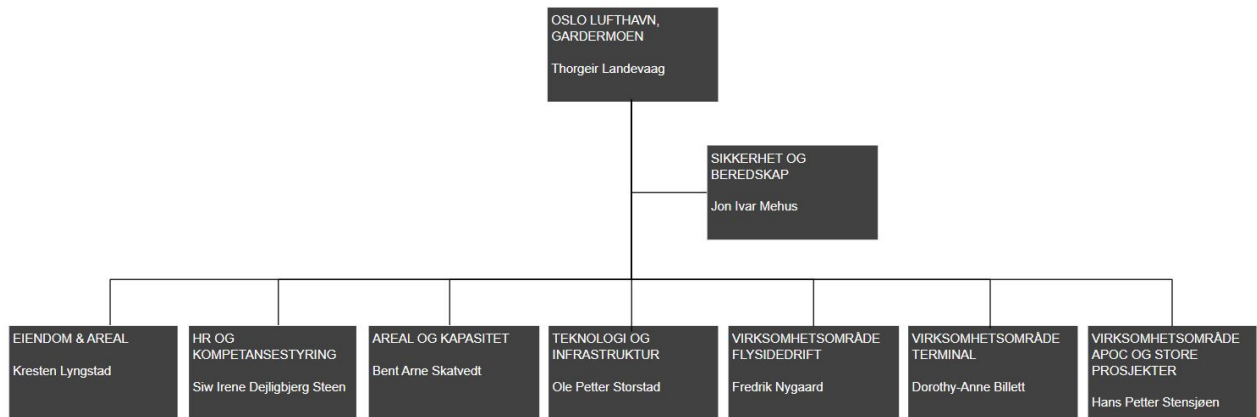 OSLO LUFTHAVN,
GARDERMOEN
Thorgeir Landevaag
SIKKERHET OG
BEREDSKAP
Jon Ivar Mehus
EIENDOM & AREAL
Kresten Lyngstad
HR OG
KOMPETANSESTYRING
Siw Irene Dejligbjerg Steen
AREAL OG KAPASITET
Bent Arne Skatvedt
TEKNOLOGI OG
INFRASTRUKTUR
Ole Petter Storstad
VIRKSOMHETSOMRÅDE
FLYSIDEDRIFT
Fredrik Nygaard
VIRKSOMHETSOMRÅDE
TERMINAL
Dorothy-Anne Billett
VIRKSOMHETSOMRÅDE
APOC OG STORE
PROSJEKTER
Hans Petter Stensjøen